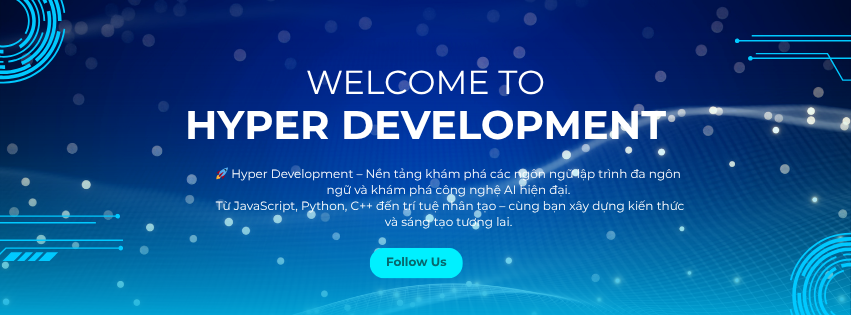 WELCOME TO
HYPER DEVELOPMENT
🚀 Hyper Development – Nền tảng khám phá các ngôn ngữ lập trình đa ngôn
ngữ và khám phá công nghệ AI hiện đại.
Từ JavaScript, Python, C++ đến trí tuệ nhân tạo – cùng bạn xây dựng kiến thức
và sáng tạo tương lai.
Follow Us